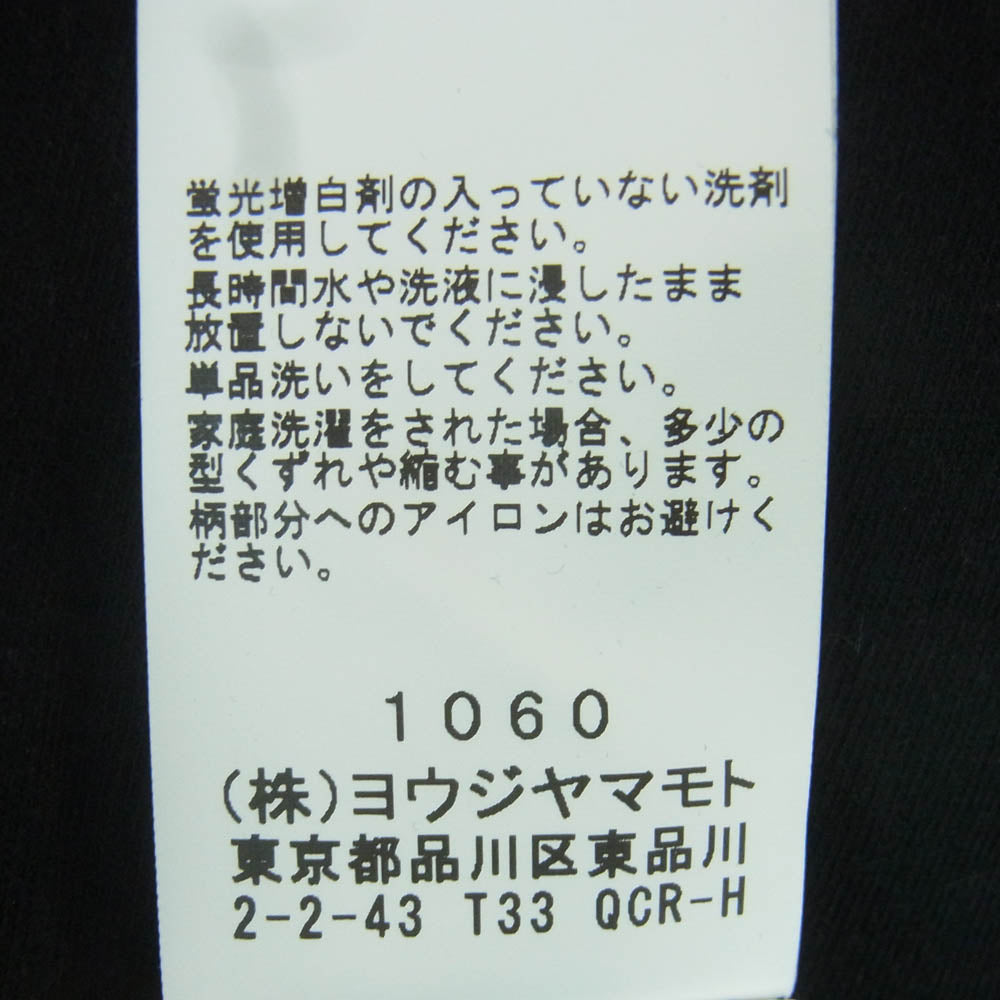 蛍光増白剤の入っていない洗剤
を使用してください。
長時間水や洗液に浸したまま
放置しないでください。
単品洗いをしてください。
家庭洗濯をされた場合、多少の
型くずれや縮む事があります。
柄部分へのアイロンはお避けく
ださい。
1060
(株)ヨウジヤマモト
東京都品川区東品川
2-2-43 T33 QCR-H